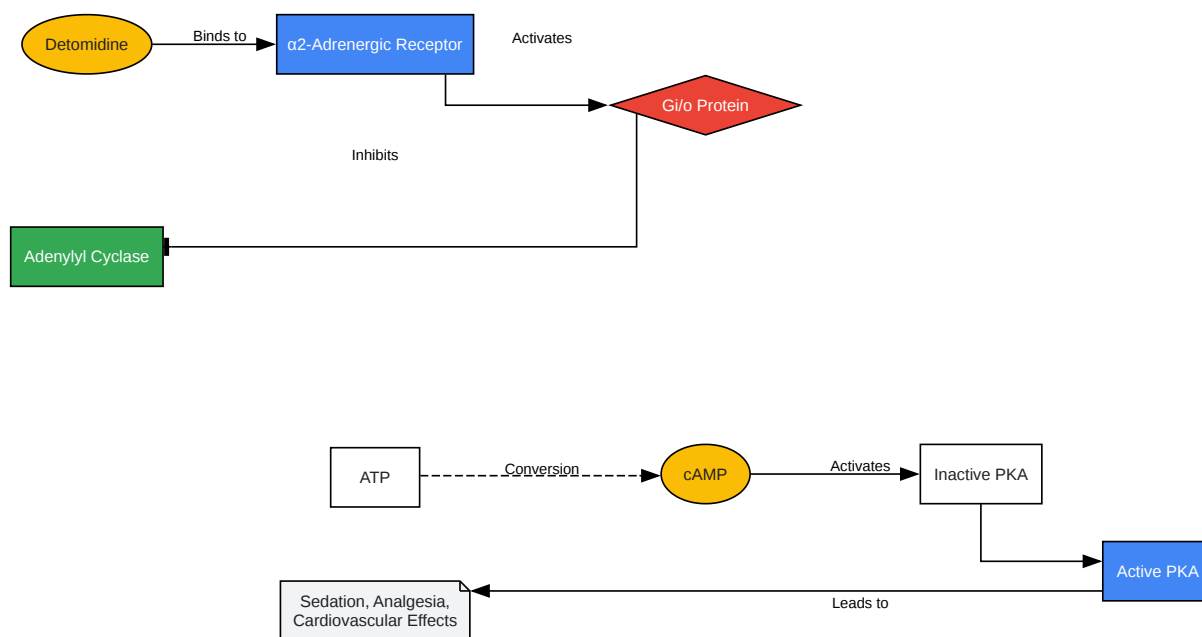 Detomidine
Binds to
α2-Adrenergic Receptor
Activates
Gi/o Protein
Inhibits
Adenylyl Cyclase
ATP
Conversion
cAMP
Activates
Inactive PKA
Active PKA
Sedation, Analgesia,
Cardiovascular Effects
Leads to